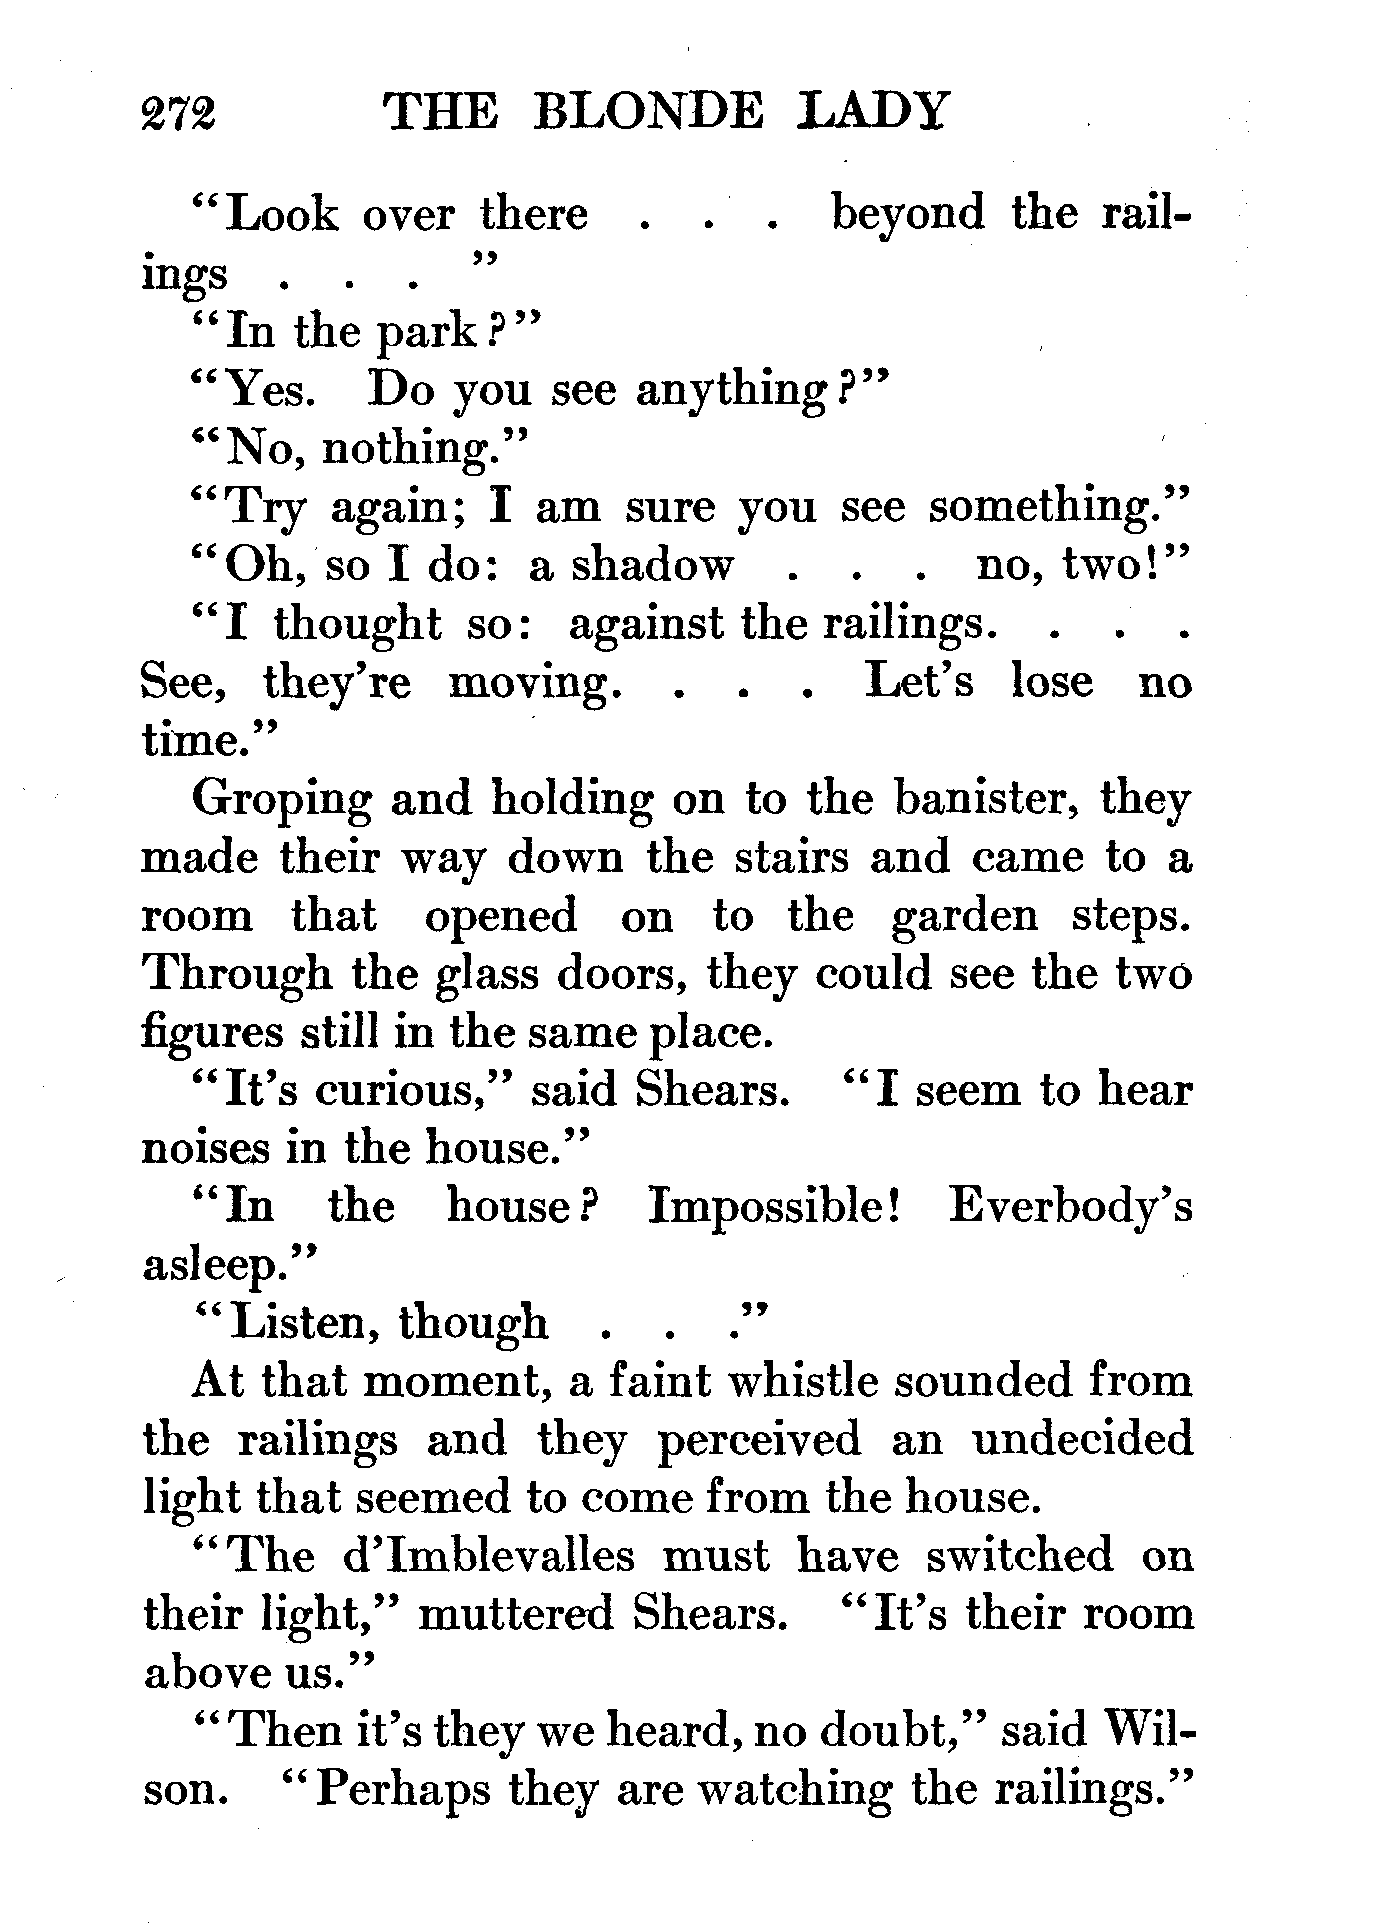 272 THE BLONDE LADY
"Look over there . . . beyond the rail-
ings . . . "
"In the park?"
"Yes. Do you see anything?"
"No, nothing."
"Try again; I am sure you see something."
"Oh, so I do: a shadow . . . no, two!"
"I thought so: against the railings. . . .
See, they're moving. . . . Let's lose no
time."
Groping and holding on to the banister, they
made their way down the stairs and came to a
room that opened on to the garden steps.
Through the glass doors, they could see the two
figures still in the same place.
"It's curious," said Shears. "I seem to hear
noises in the house."
"In the house? Impossible! Everbody's
asleep."
"Listen, though . . ."
At that moment, a faint whistle sounded from
the railings and they perceived an undecided
light that seemed to come from the house.
"The d'Imblevalles must have switched on
their light," muttered Shears. "It's their room
above us."
"Then it's they we heard, no doubt," said Wil-
son. "Perhaps they are watching the railings."